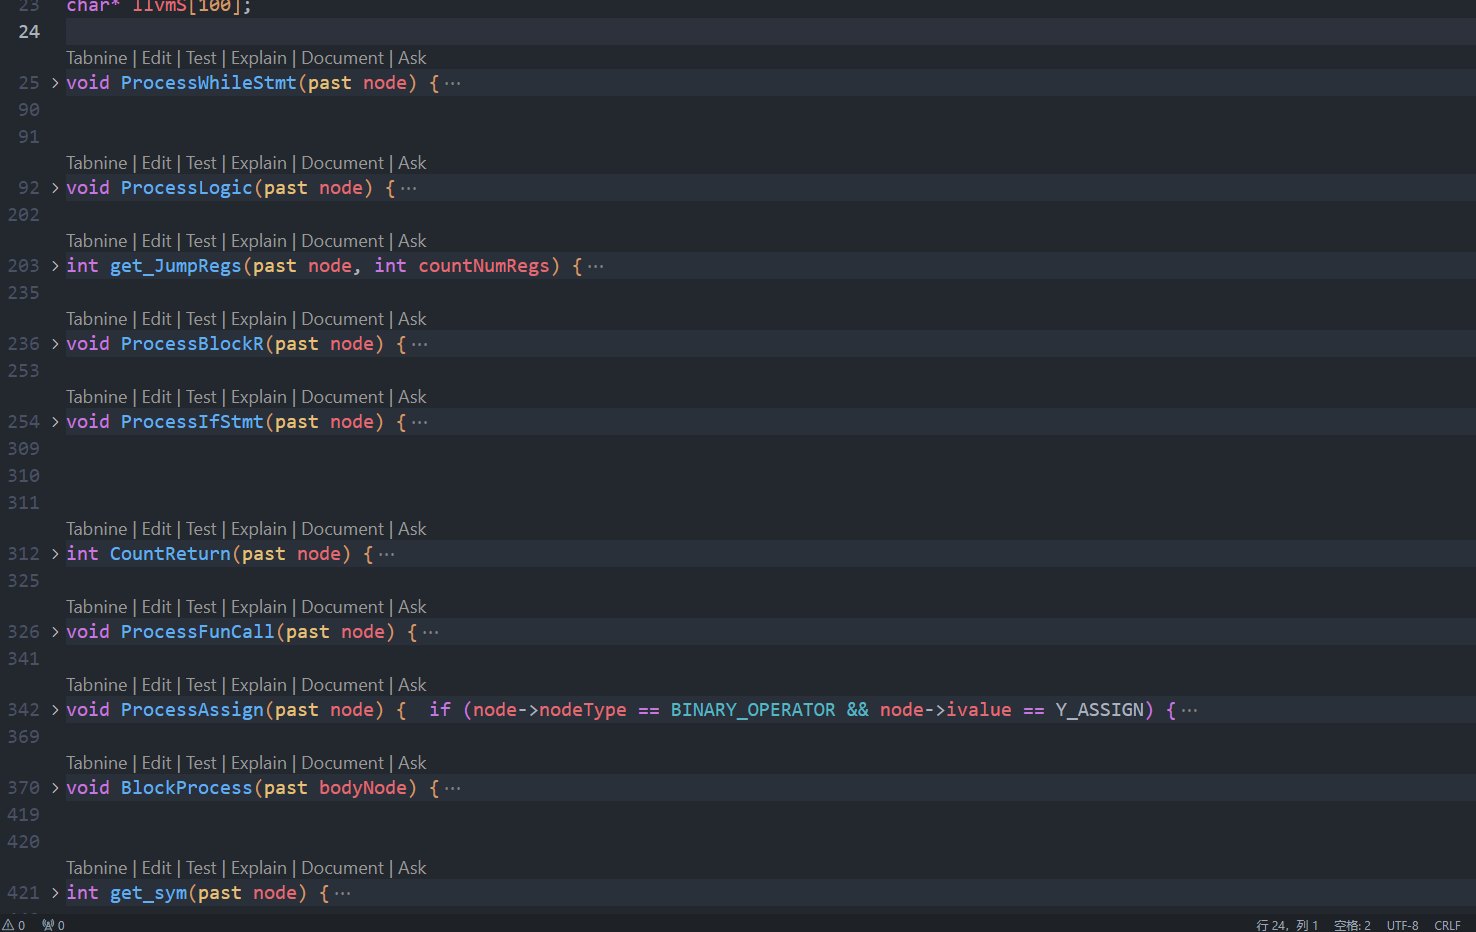 23 char* llvmS[100];
24
Tabnine | Edit | Test | Explain | Document | Ask
25 > void ProcessWhileStmt(past node) { ···
90
91
Tabnine | Edit | Test | Explain | Document | Ask
92 > void ProcessLogic(past node) { ···
202
Tabnine | Edit | Test | Explain | Document | Ask
203 > int get_JumpRegs(past node, int countNumRegs) { ···
235
Tabnine | Edit | Test | Explain | Document | Ask
236 > void ProcessBlockR(past node) { ···
253
Tabnine | Edit | Test | Explain | Document | Ask
254 > void ProcessIfStmt(past node) { ···
309
310
311
Tabnine | Edit | Test | Explain | Document | Ask
312 > int CountReturn(past node) { ···
325
Tabnine | Edit | Test | Explain | Document | Ask
326 > void ProcessFunCall(past node) { ···
341
Tabnine | Edit | Test | Explain | Document | Ask
342 > void ProcessAssign(past node) {  if (node->nodeType == BINARY_OPERATOR && node->ivalue == Y_ASSIGN) { ···
369
Tabnine | Edit | Test | Explain | Document | Ask
370 > void BlockProcess(past bodyNode) { ···
419
420
Tabnine | Edit | Test | Explain | Document | Ask
421 > int get_sym(past node) { ···
0 0 行 24, 列 1 空格: 2 UTF-8 CRLF